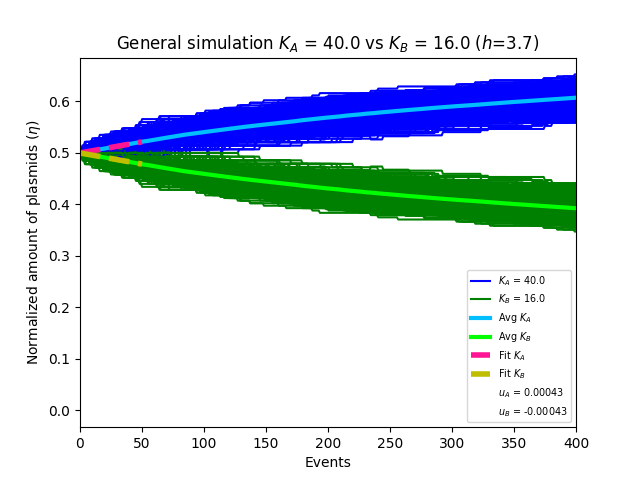 General simulation K_A = 40.0 vs K_B = 16.0 (h=3.7)
Normalized amount of plasmids (η)
0.6
0.5
0.4
0.3
0.2
0.1
0.0
K_A = 40.0
K_B = 16.0
Avg K_A
Avg K_B
Fit K_A
Fit K_B
u_A = 0.00043
u_B = -0.00043
0 50 100 150 200 250 300 350 400
Events